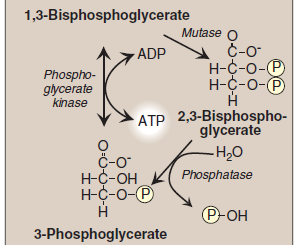 1,3-Bisphosphoglycerate
Mutase
O
C-O-
H-C-O-P
H-C-O-P
H
ADP
Phospho-
glycerate
kinase
ATP
2,3-Bisphospho-
glycerate
O
C-O-
H-C-OH
H-C-O-P
H
H₂O
Phosphatase
P-OH
3-Phosphoglycerate